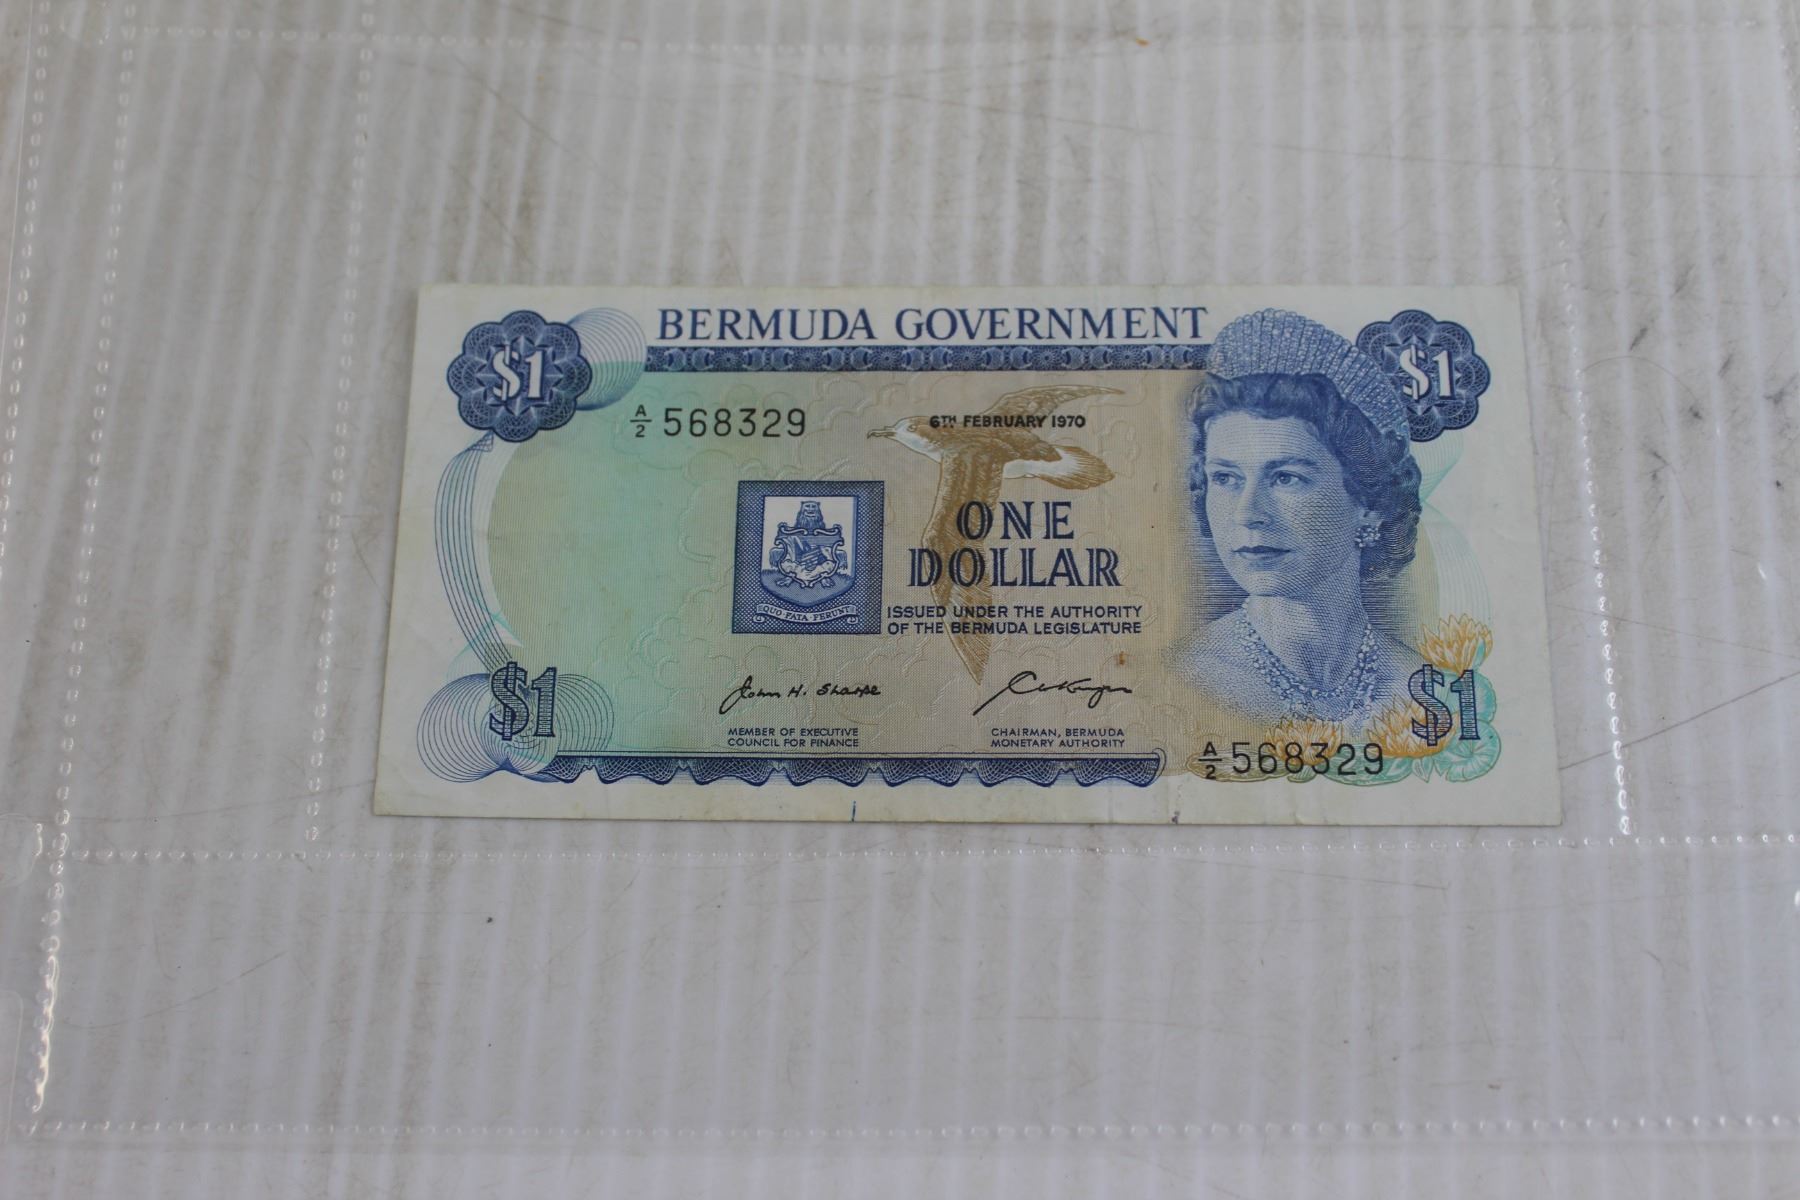 BERMUDA GOVERNMENT
$1
$1
A/2 568329
6TH FEBRUARY 1970
ONE
DOLLAR
QUO FATA FERUNT
ISSUED UNDER THE AUTHORITY
OF THE BERMUDA LEGISLATURE
$1
$1
John H. Sharpe
MEMBER OF EXECUTIVE
COUNCIL FOR FINANCE
CHAIRMAN, BERMUDA
MONETARY AUTHORITY
A/2 568329